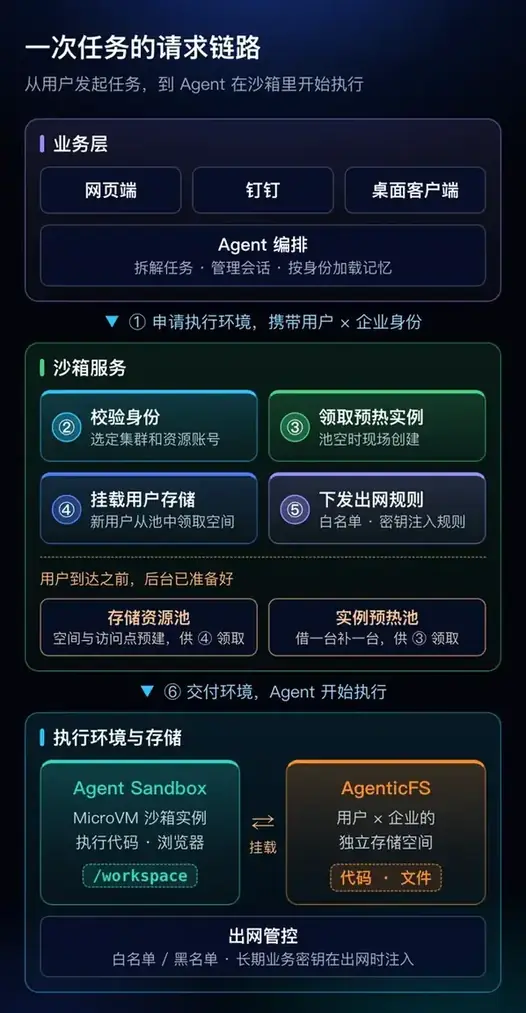 一次任务的请求链路
从用户发起任务，到 Agent 在沙箱里开始执行
业务层
网页端
钉钉
桌面客户端
Agent 编排
拆解任务 · 管理会话 · 按身份加载记忆
▼ ① 申请执行环境，携带用户 × 企业身份
沙箱服务
② 校验身份
选定集群和资源账号
③ 领取预热实例
池空时现场创建
④ 挂载用户存储
新用户从池中领取空间
⑤ 下发出网规则
白名单 · 密钥注入规则
用户到达之前，后台已准备好
存储资源池
空间与访问点预建，供 ④ 领取
实例预热池
借一台补一台，供 ③ 领取
▼ ⑥ 交付环境，Agent 开始执行
执行环境与存储
Agent Sandbox
MicroVM 沙箱实例
执行代码 · 浏览器
/workspace
⇄
挂载
AgenticFS
用户 × 企业的
独立存储空间
代码 · 文件
出网管控
白名单 / 黑名单 · 长期业务密钥在出网时注入